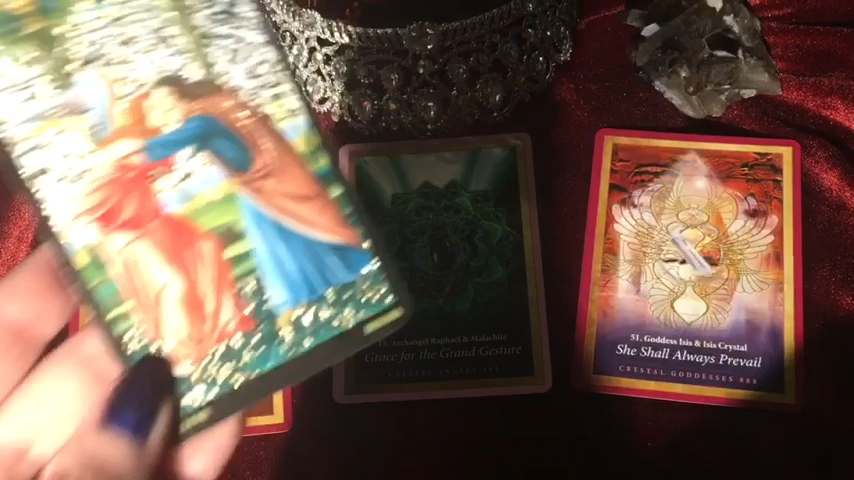 15. Archangel Raphael & Malachite
Grace for the Grand Gesture
CRYSTAL ANGELS 444
51. Goddess Isis & Isis Crystal
She Shall Always Prevail
CRYSTAL GODDESSES 888